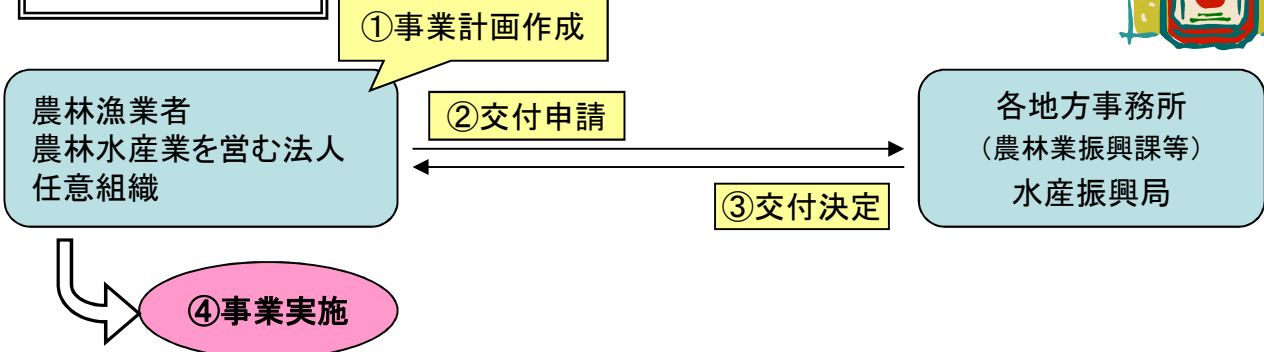 ①事業計画作成
農林漁業者
農林水産業を営む法人
任意組織
②交付申請
③交付決定
各地方事務所
（農林業振興課等）
水産振興局
④事業実施